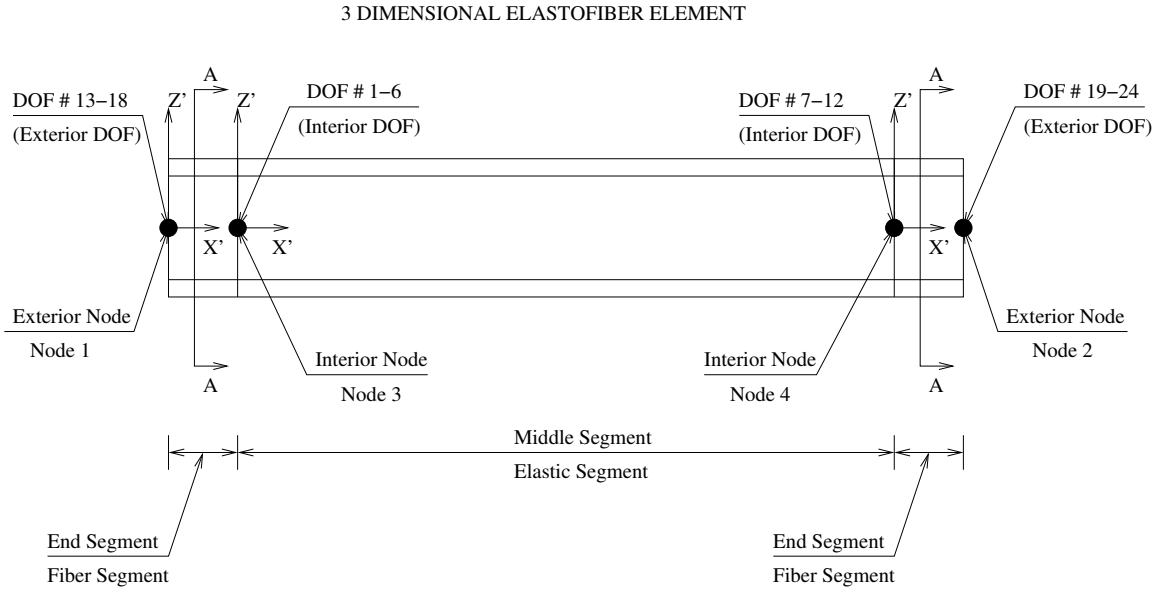 3 DIMENSIONAL ELASTOFIBER ELEMENT
A
A
DOF # 13−18
Z'
Z'
DOF # 1−6
DOF # 7−12
Z'
DOF # 19−24
(Exterior DOF)
(Interior DOF)
(Interior DOF)
(Exterior DOF)
X'
X'
X'
Exterior Node
Node 1
Interior Node
Node 3
Interior Node
Node 4
Exterior Node
Node 2
A
A
Middle Segment
Elastic Segment
End Segment
Fiber Segment
End Segment
Fiber Segment